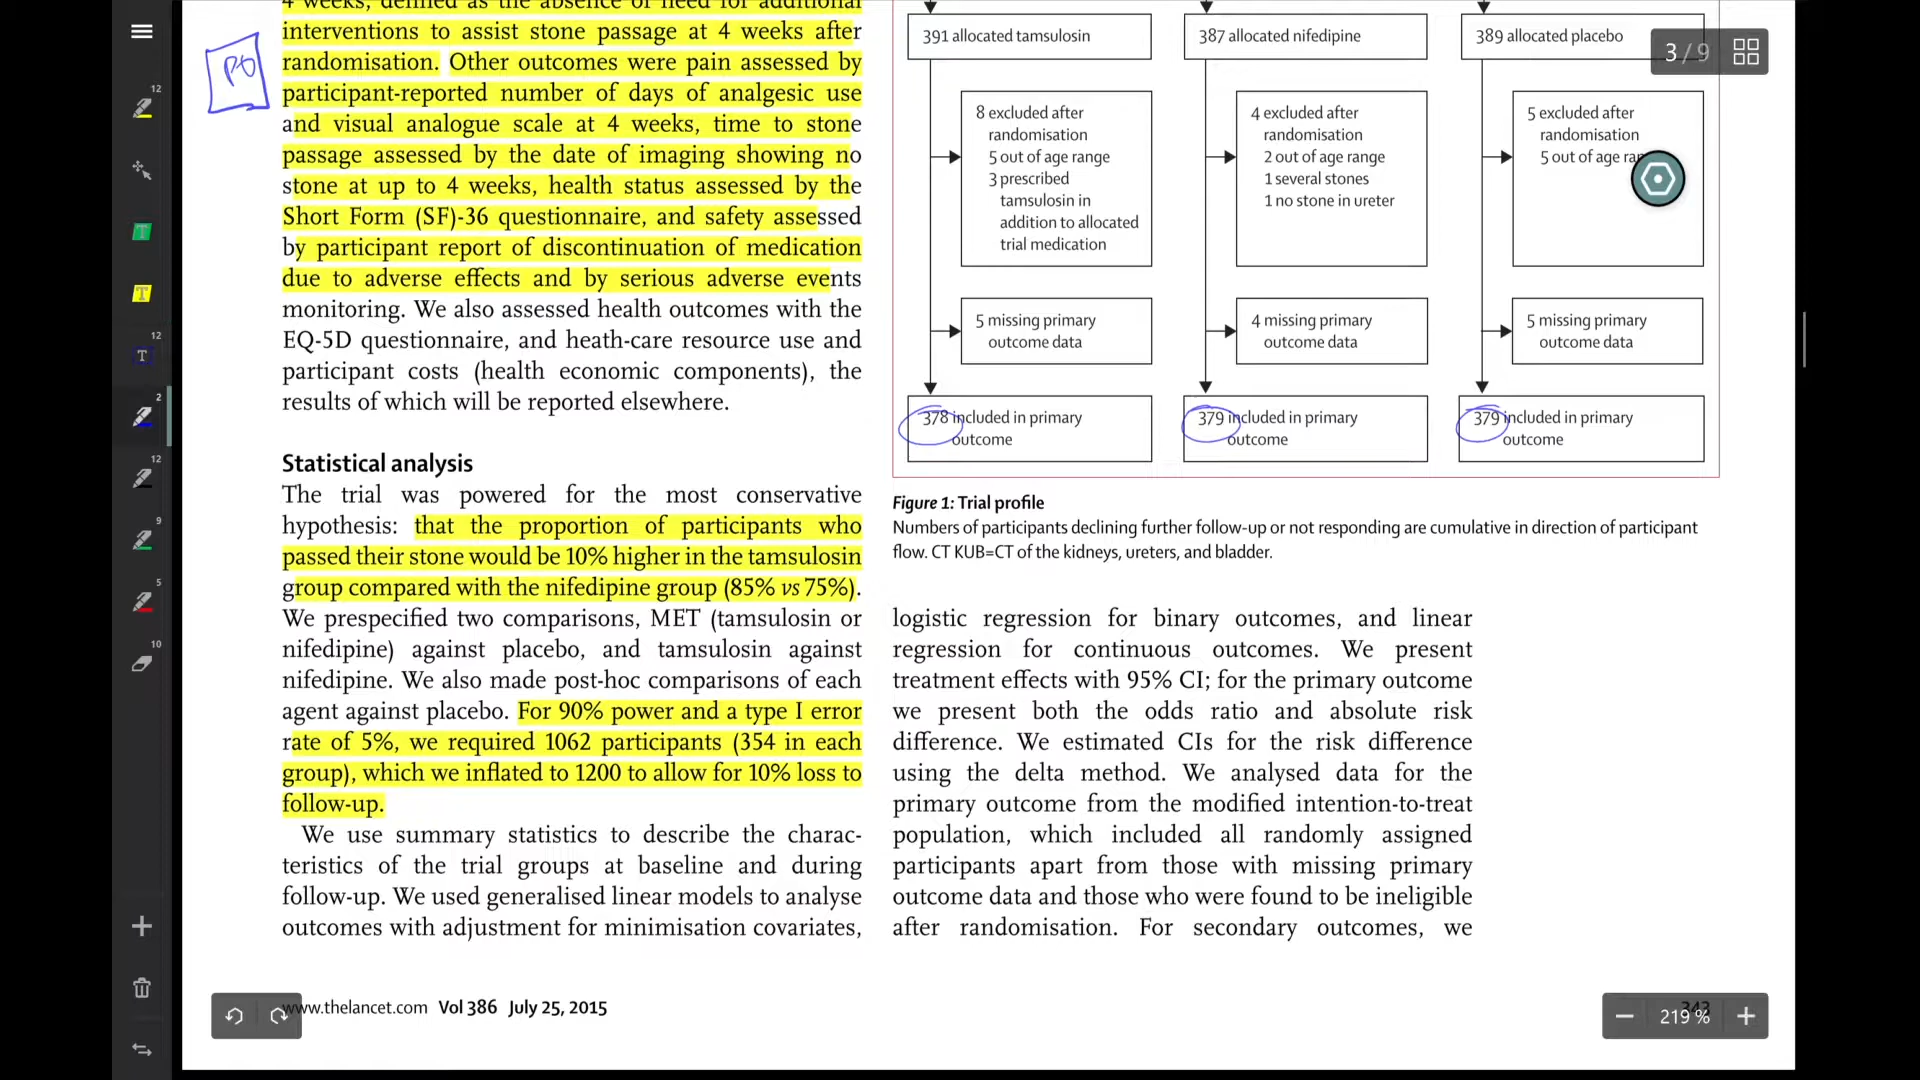 4 weeks, defined as the absence of need for additional
interventions to assist stone passage at 4 weeks after
randomisation. Other outcomes were pain assessed by
participant-reported number of days of analgesic use
and visual analogue scale at 4 weeks, time to stone
passage assessed by the date of imaging showing no
stone at up to 4 weeks, health status assessed by the
Short Form (SF)-36 questionnaire, and safety assessed
by participant report of discontinuation of medication
due to adverse effects and by serious adverse events
monitoring. We also assessed health outcomes with the
EQ-5D questionnaire, and heath-care resource use and
participant costs (health economic components), the
results of which will be reported elsewhere.
Statistical analysis
The trial was powered for the most conservative
hypothesis: that the proportion of participants who
passed their stone would be 10% higher in the tamsulosin
group compared with the nifedipine group (85% vs 75%).
We prespecified two comparisons, MET (tamsulosin or
nifedipine) against placebo, and tamsulosin against
nifedipine. We also made post-hoc comparisons of each
agent against placebo. For 90% power and a type I error
rate of 5%, we required 1062 participants (354 in each
group), which we inflated to 1200 to allow for 10% loss to
follow-up.
We use summary statistics to describe the charac-
teristics of the trial groups at baseline and during
follow-up. We used generalised linear models to analyse
outcomes with adjustment for minimisation covariates,
391 allocated tamsulosin
8 excluded after
randomisation
5 out of age range
3 prescribed
tamsulosin in
addition to allocated
trial medication
5 missing primary
outcome data
378 included in primary
outcome
387 allocated nifedipine
4 excluded after
randomisation
2 out of age range
1 several stones
1 no stone in ureter
4 missing primary
outcome data
379 included in primary
outcome
389 allocated placebo
5 excluded after
randomisation
5 out of age
5 missing primary
outcome data
379 included in primary
outcome
Figure 1: Trial profile
Numbers of participants declining further follow-up or not responding are cumulative in direction of participant
flow. CT KUB=CT of the kidneys, ureters, and bladder.
logistic regression for binary outcomes, and linear
regression for continuous outcomes. We present
treatment effects with 95% CI; for the primary outcome
we present both the odds ratio and absolute risk
difference. We estimated CIs for the risk difference
using the delta method. We analysed data for the
primary outcome from the modified intention-to-treat
population, which included all randomly assigned
participants apart from those with missing primary
outcome data and those who were found to be ineligible
after randomisation. For secondary outcomes, we
www.thelancet.com Vol 386 July 25, 2015
343
3 / 9
219 %
12
T
T
12
T
2
12
9
5
10